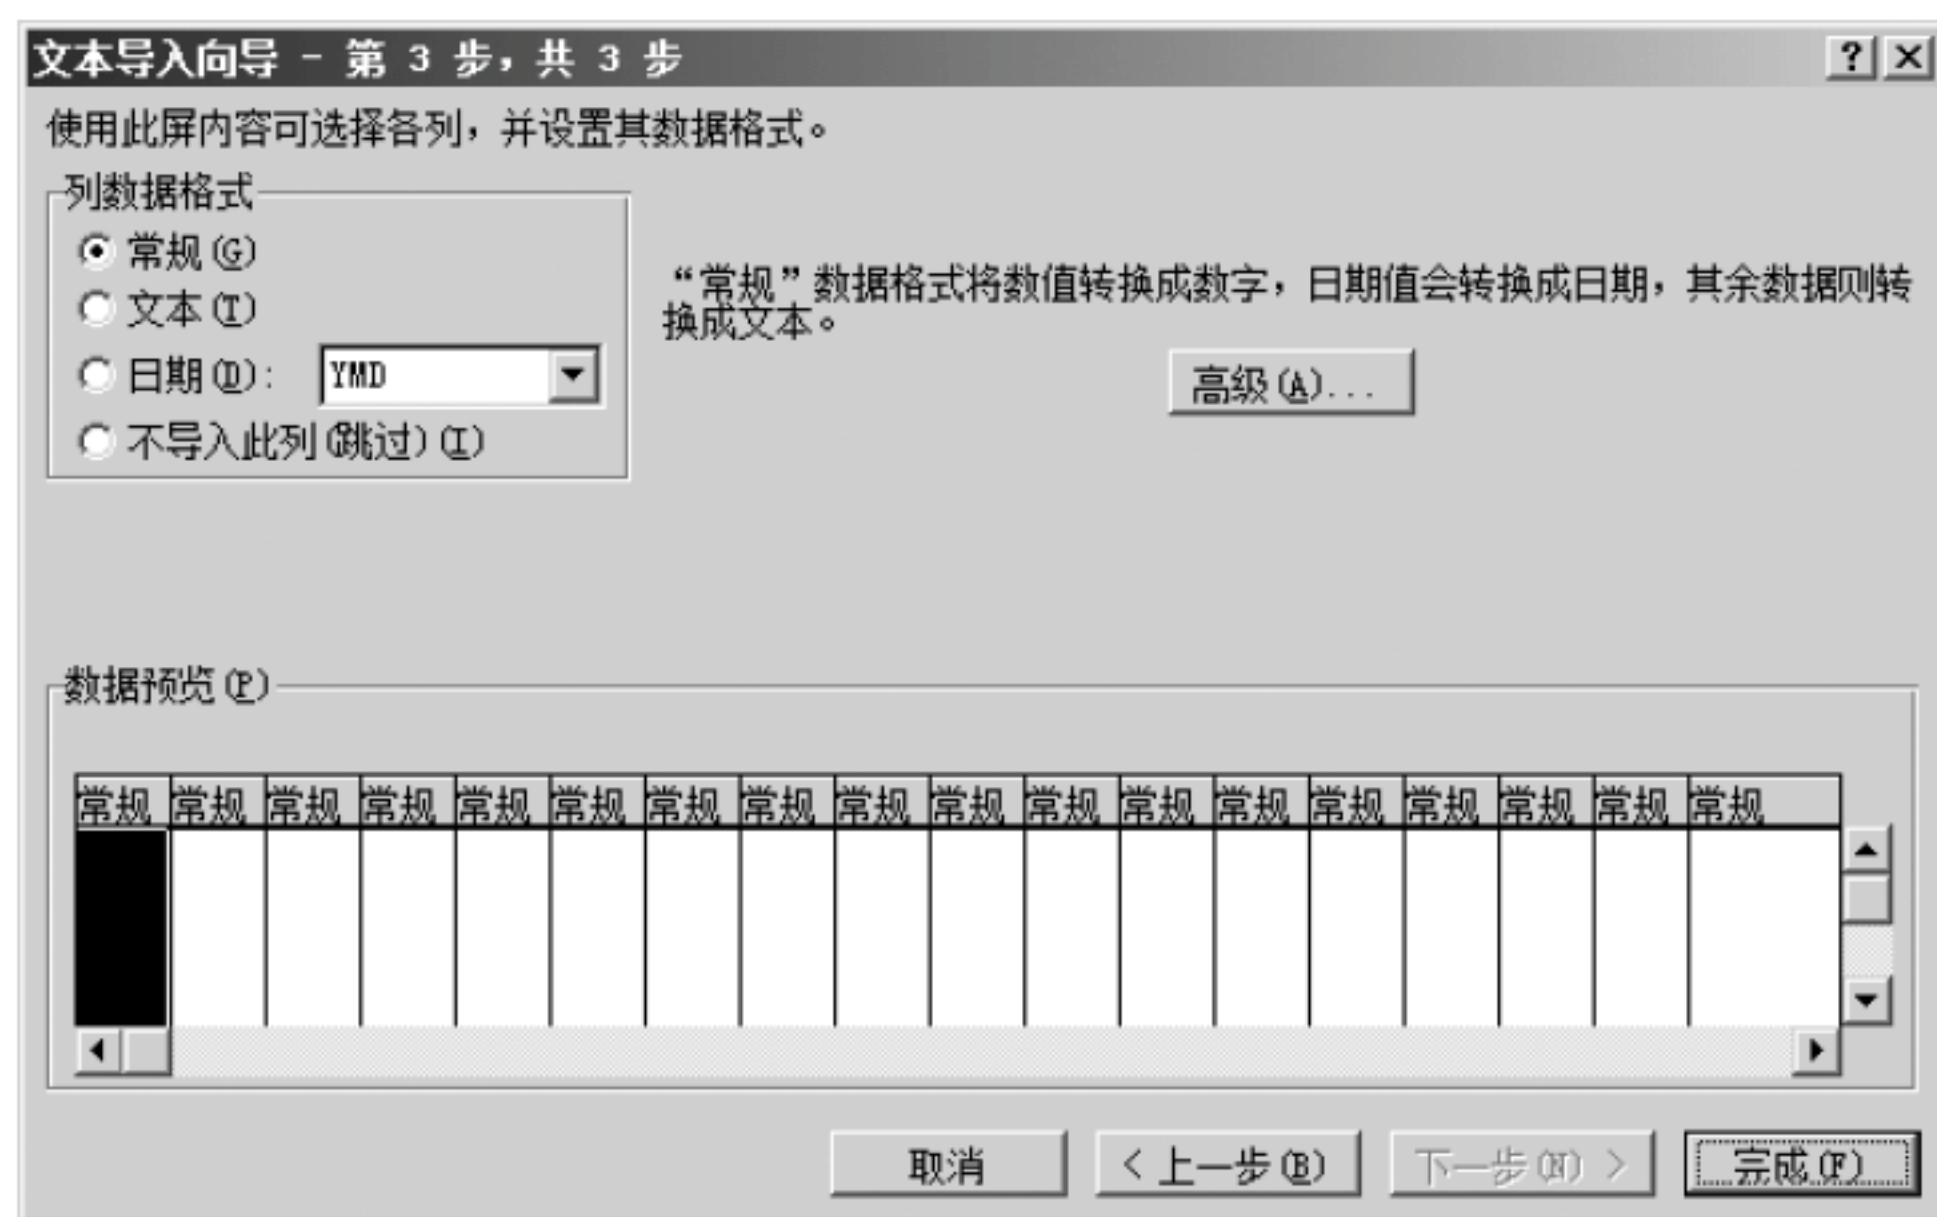 文本导入向导 - 第 3 步，共 3 步
使用此屏内容可选择各列，并设置其数据格式。
列数据格式
常规(G)
文本(T)
日期(D): YMD
不导入此列(跳过)(I)
“常规”数据格式将数值转换成数字，日期值会转换成日期，其余数据则转
换成文本。
高级(A)...
数据预览(P)
常规 常规 常规 常规 常规 常规 常规 常规 常规 常规 常规 常规 常规 常规 常规 常规 常规 常规
取消 < 上一步(B) 下一步(N) > 完成(F)